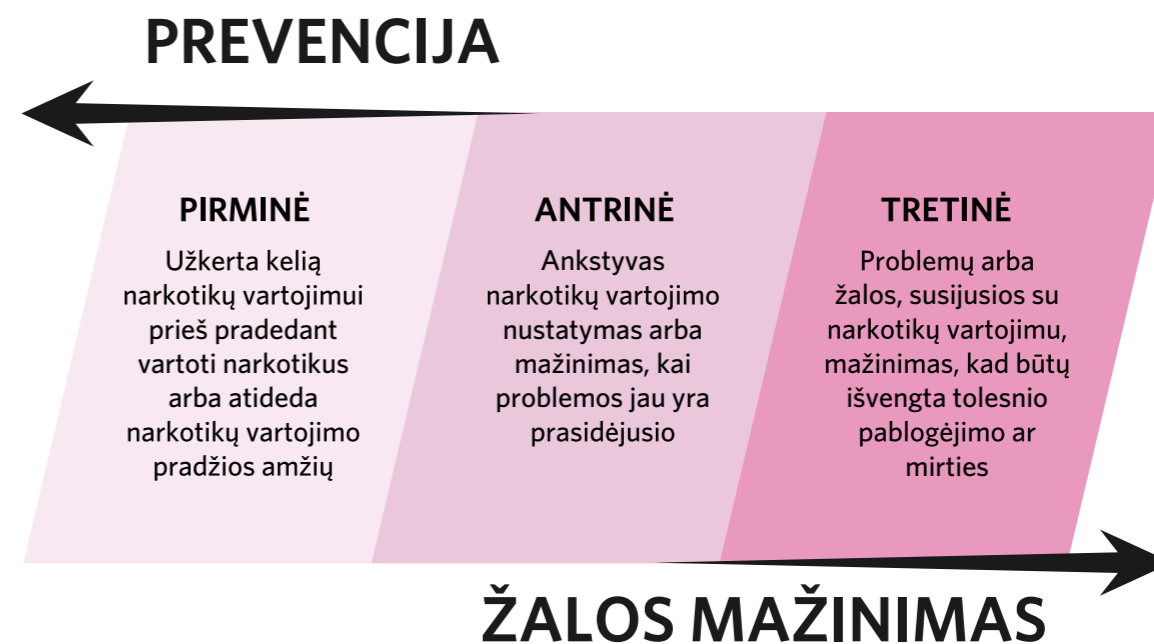 PREVENCIJA
PIRMINĖ
Užkerta kelią
narkotikų vartojimui
prieš pradedant
vartoti narkotikus
arba atideda
narkotikų vartojimo
pradžios amžių
ANTRINĖ
Ankstyvas
narkotikų vartojimo
nustatymas arba
mažinimas, kai
problemos jau yra
prasidėjusio
TRETINĖ
Problemų arba
žalos, susijusios su
narkotikų vartojimu,
mažinimas, kad būtų
išvengta tolesnio
pablogėjimo ar
mirties
ŽALOS MAŽINIMAS